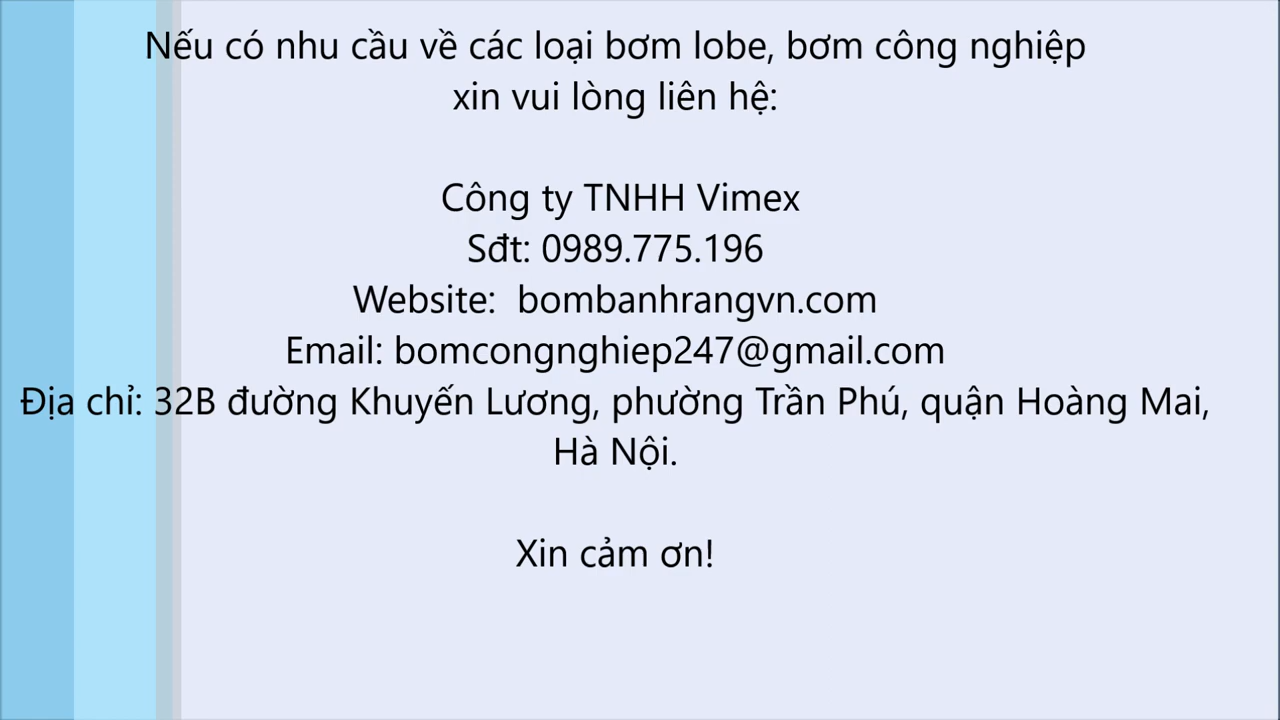 Nếu có nhu cầu về các loại bơm lobe, bơm công nghiệp
xin vui lòng liên hệ:
Công ty TNHH Vimex
Sđt: 0989.775.196
Website: bombanhrangvn.com
Email: bomcongnghiep247@gmail.com
Địa chỉ: 32B đường Khuyến Lương, phường Trần Phú, quận Hoàng Mai,
Hà Nội.
Xin cảm ơn!